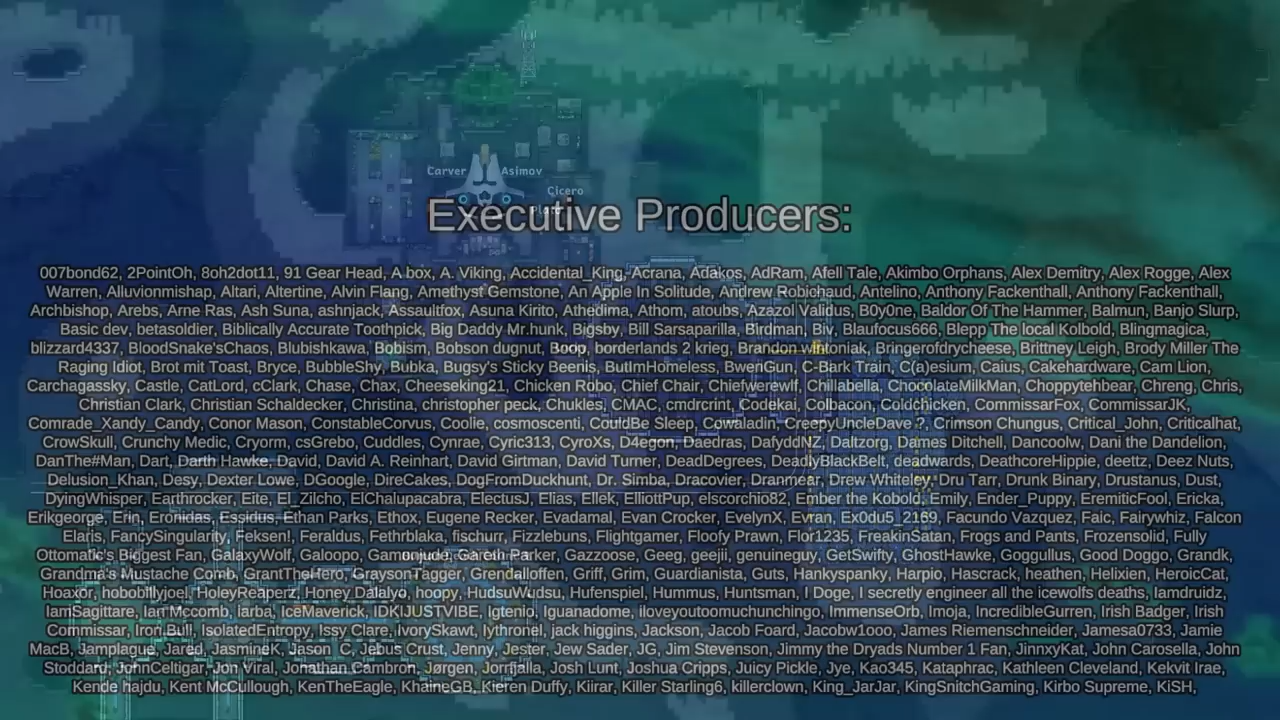 Carver Asimov
Cicero
Executive Producers:
007bond62, 2PointOh, 8oh2dot11, 91 Gear Head, A box, A. Viking, Accidental_King, Acrana, Adakos, AdRam, Afell Tale, Akimbo Orphans, Alex Demitry, Alex Rogge, Alex
Warren, Alluvionmishap, Altari, Altertine, Alvin Flang, Amethyst Gemstone, An Apple In Solitude, Andrew Robichaud, Antelino, Anthony Fackenthall, Anthony Fackenthall,
Archbishop, Arebs, Arne Ras, Ash Suna, ashnjack, Assaultfox, Asuna Kirito, Athedima, Athom, atoubs, Azazol Validus, B0y0ne, Baldor Of The Hammer, Balmun, Banjo Slurp,
Basic dev, betasoldier, Biblically Accurate Toothpick, Big Daddy Mr.hunk, Bigsby, Bill Sarsaparilla, Birdman, Biv, Blaufocus666, Blepp The local Kolbold, Blingmagica,
blizzard4337, BloodSnake'sChaos, Blubishkawa, Bobism, Bobson dugnut, Boop, borderlands 2 krieg, Brandon wintoniak, Bringerofdrycheese, Brittney Leigh, Brody Miller The
Raging Idiot, Brot mit Toast, Bryce, BubbleShy, Bubka, Bugsy's Sticky Beenis, ButImHomeless, BwenGun, C-Bark Train, C(a)esium, Caius, Cakehardware, Cam Lion,
Carchagassky, Castle, CatLord, cClark, Chase, Chax, Cheeseking21, Chicken Robo, Chief Chair, Chiefwerewlf, Chillabella, ChocolateMilkMan, Choppytehbear, Chreng, Chris,
Christian Clark, Christian Schaldecker, Christina, christopher peck, Chukles, CMAC, cmdrcrint, Codekai, Colbacon, Coldchicken, CommissarFox, CommissarJK,
Comrade_Xandy_Candy, Conor Mason, ConstableCorvus, Coolie, cosmoscenti, CouldBe Sleep, Cowaladin, CreepyUncleDave ?, Crimson Chungus, Critical_John, Criticalhat,
CrowSkull, Crunchy Medic, Cryorm, csGrebo, Cuddles, Cynrae, Cyric313, CyroXs, D4egon, Daedras, DafyddNZ, Daltzorg, Dames Ditchell, Dancoolw, Dani the Dandelion,
DanThe#Man, Dart, Darth Hawke, David, David A. Reinhart, David Girtman, David Turner, DeadDegrees, DeadlyBlackBelt, deadwards, DeathcoreHippie, deettz, Deez Nuts,
Delusion_Khan, Desy, Dexter Lowe, DGoogle, DireCakes, DogFromDuckhunt, Dr. Simba, Dracovier, Dranmear, Drew Whiteley, Dru Tarr, Drunk Binary, Drustanus, Dust,
DyingWhisper, Earthrocker, Eite, El_Zilcho, ElChalupacabra, ElectusJ, Elias, Ellek, ElliottPup, elscorchio82, Ember the Kobold, Emily, Ender_Puppy, EremiticFool, Ericka,
Erikgeorge, Erin, Eronidas, Essidus, Ethan Parks, Ethox, Eugene Recker, Evadamal, Evan Crocker, EvelynX, Evran, Ex0du5_2169, Facundo Vazquez, Faic, Fairywhiz, Falcon
Elaris, FancySingularity, Feksen!, Feraldus, Fethrblaka, fischurr, Fizzlebuns, Flightgamer, Floofy Prawn, Flor1235, FreakinSatan, Frogs and Pants, Frozensolid, Fully
Ottomatic's Biggest Fan, GalaxyWolf, Galoopo, Gamonjude, Gareth Parker, Gazzoose, Geeg, geejii, genuineguy, GetSwifty, GhostHawke, Goggullus, Good Doggo, Grandk,
Grandma's Mustache Comb, GrantTheHero, GraysonTagger, Grendalloffen, Griff, Grim, Guardianista, Guts, Hankyspanky, Harpio, Hascrack, heathen, Helixien, HeroicCat,
Hoaxor, hobobillyjoel, HoleyReaperz, Honey_Dalalyo, hoopy, HudsuWudsu, Hufenspiel, Hummus, Huntsman, I Doge, I secretly engineer all the icewolfs deaths, Iamdruidz,
IamSagittare, Ian McComb, iarba, IceMaverick, IDK!JUSTVIBE, Igtenio, Iguanadome, iloveyoutoomuchunchingo, ImmenseOrb, Imoja, IncredibleGurren, Irish Badger, Irish
Commissar, Iron Bull, IsolatedEntropy, Issy Clare, IvorySkawt, Iythronel, jack higgins, Jackson, Jacob Foard, Jacobw1ooo, James Riemenschneider, Jamesa0733, Jamie
MacB, Jamplague, Jared, JasmineK, Jason_C, Jebus Crust, Jenny, Jester, Jew Sader, JG, Jim Stevenson, Jimmy the Dryads Number 1 Fan, JinnxyKat, John Carosella, John
Stoddard, JohnCeltigar, Jon Viral, Jonathan Cambron, Jørgen, Jorrjzilla, Josh Lunt, Joshua Cripps, Juicy Pickle, Jye, Kao345, Kataphrac, Kathleen Cleveland, Kekvit Irae,
Kende hajdu, Kent McCullough, KenTheEagle, KhaineGB, Kieren Duffy, Kiirar, Killer Starling6, killerclown, King_JarJar, KingSnitchGaming, Kirbo Supreme, KiSH,